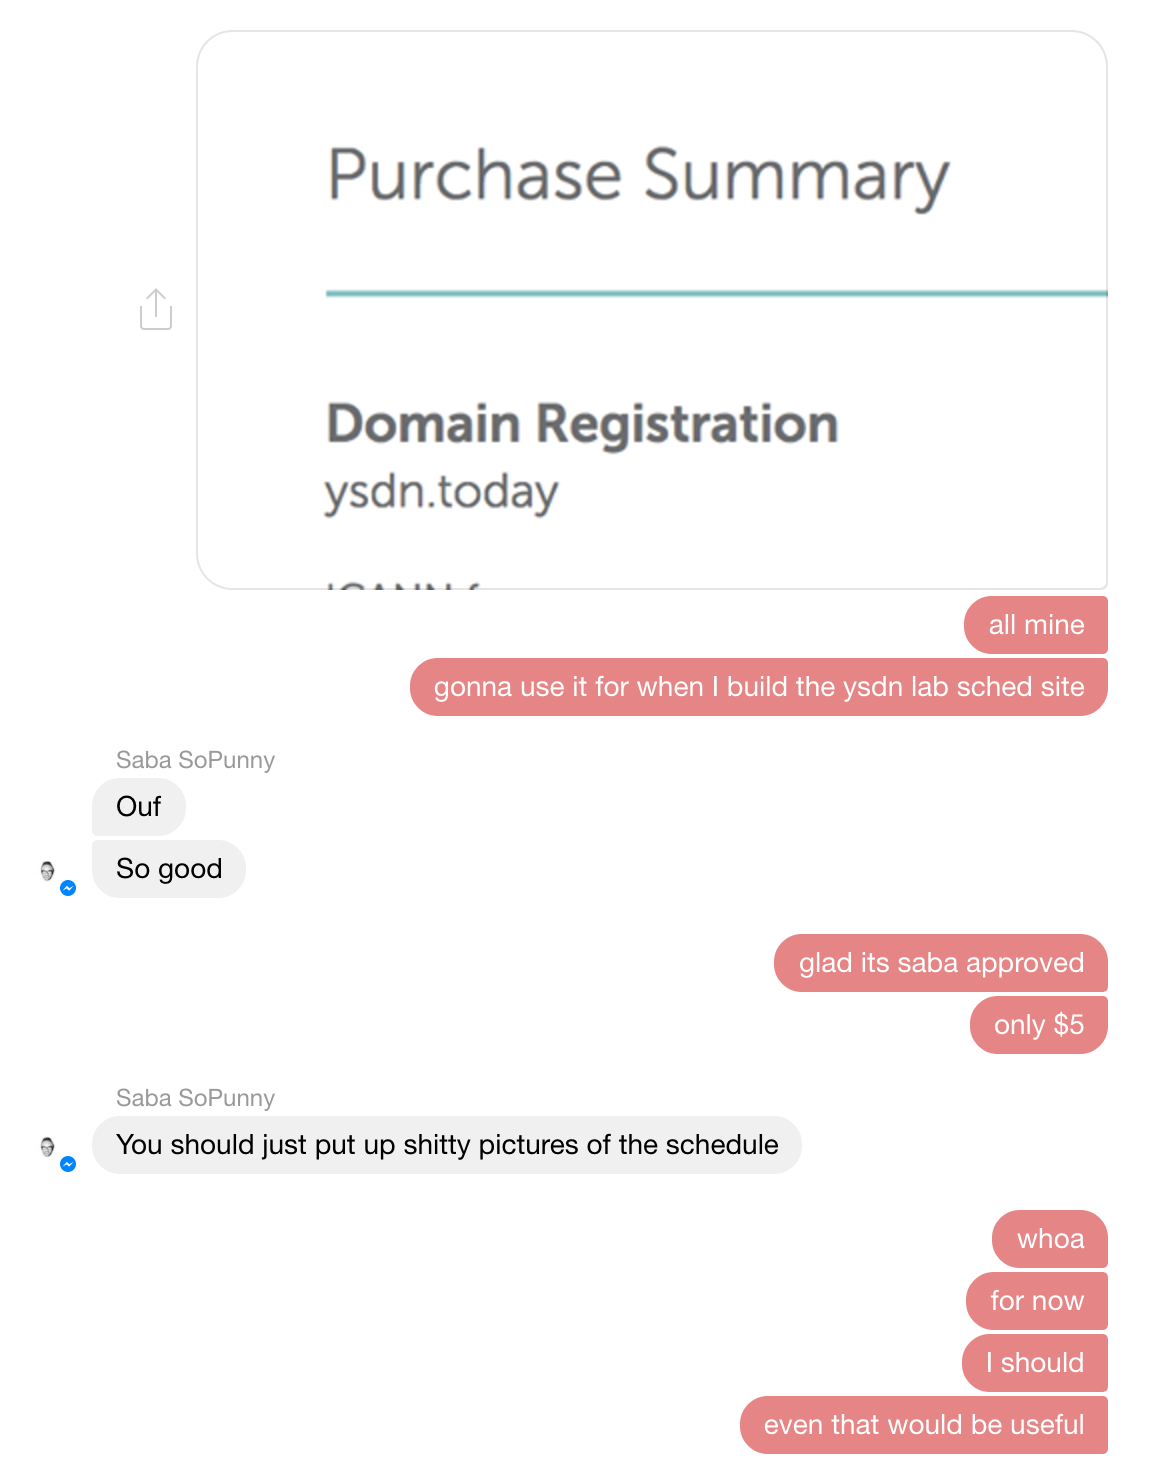 Purchase Summary
Domain Registration
ysdn.today
all mine
gonna use it for when I build the ysdn lab sched site
Saba SoPunny
Ouf
So good
glad its saba approved
only $5
Saba SoPunny
You should just put up shitty pictures of the schedule
whoa
for now
I should
even that would be useful